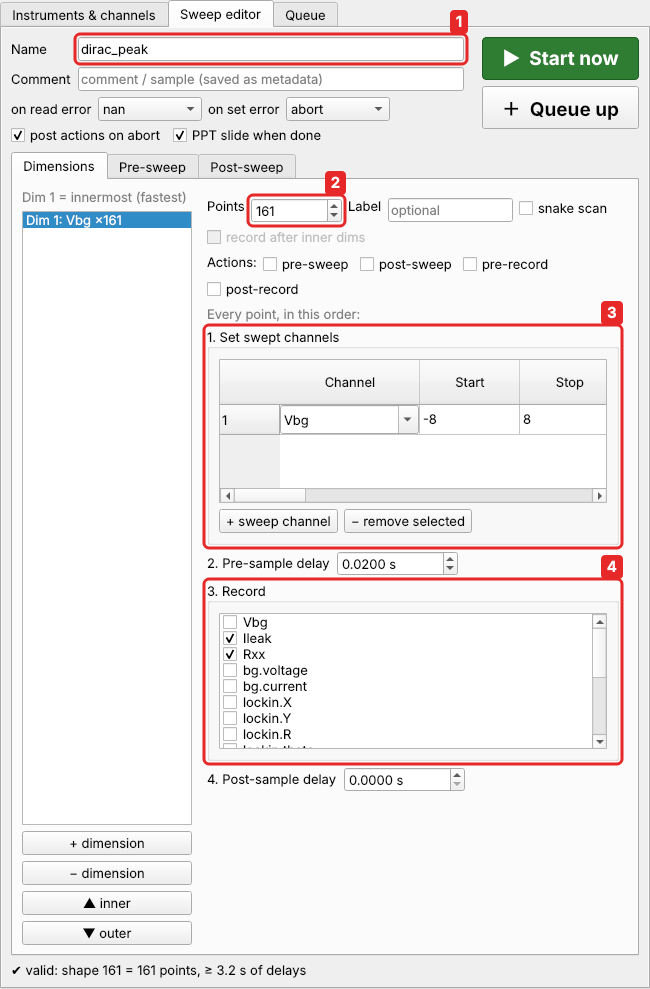 Instruments & channels
Sweep editor
Queue
1
Name
dirac_peak
▶ Start now
Comment
comment / sample (saved as metadata)
on read error
nan
on set error
abort
+ Queue up
✔ post actions on abort
✔ PPT slide when done
Dimensions
Pre-sweep
Post-sweep
2
Dim 1 = innermost (fastest)
Dim 1: Vbg ×161
Points
161
Label
optional
snake scan
record after inner dims
Actions:
pre-sweep
post-sweep
pre-record
post-record
Every point, in this order:
3
1. Set swept channels
Channel
Start
Stop
1
Vbg
-8
8
+ sweep channel
− remove selected
2. Pre-sample delay
0.0200 s
4
3. Record
Vbg
Ileak
Rxx
bg.voltage
bg.current
lockin.X
lockin.Y
lockin.R
4. Post-sample delay
0.0000 s
+ dimension
− dimension
▲ inner
▼ outer
✔ valid: shape 161 = 161 points, ≥ 3.2 s of delays